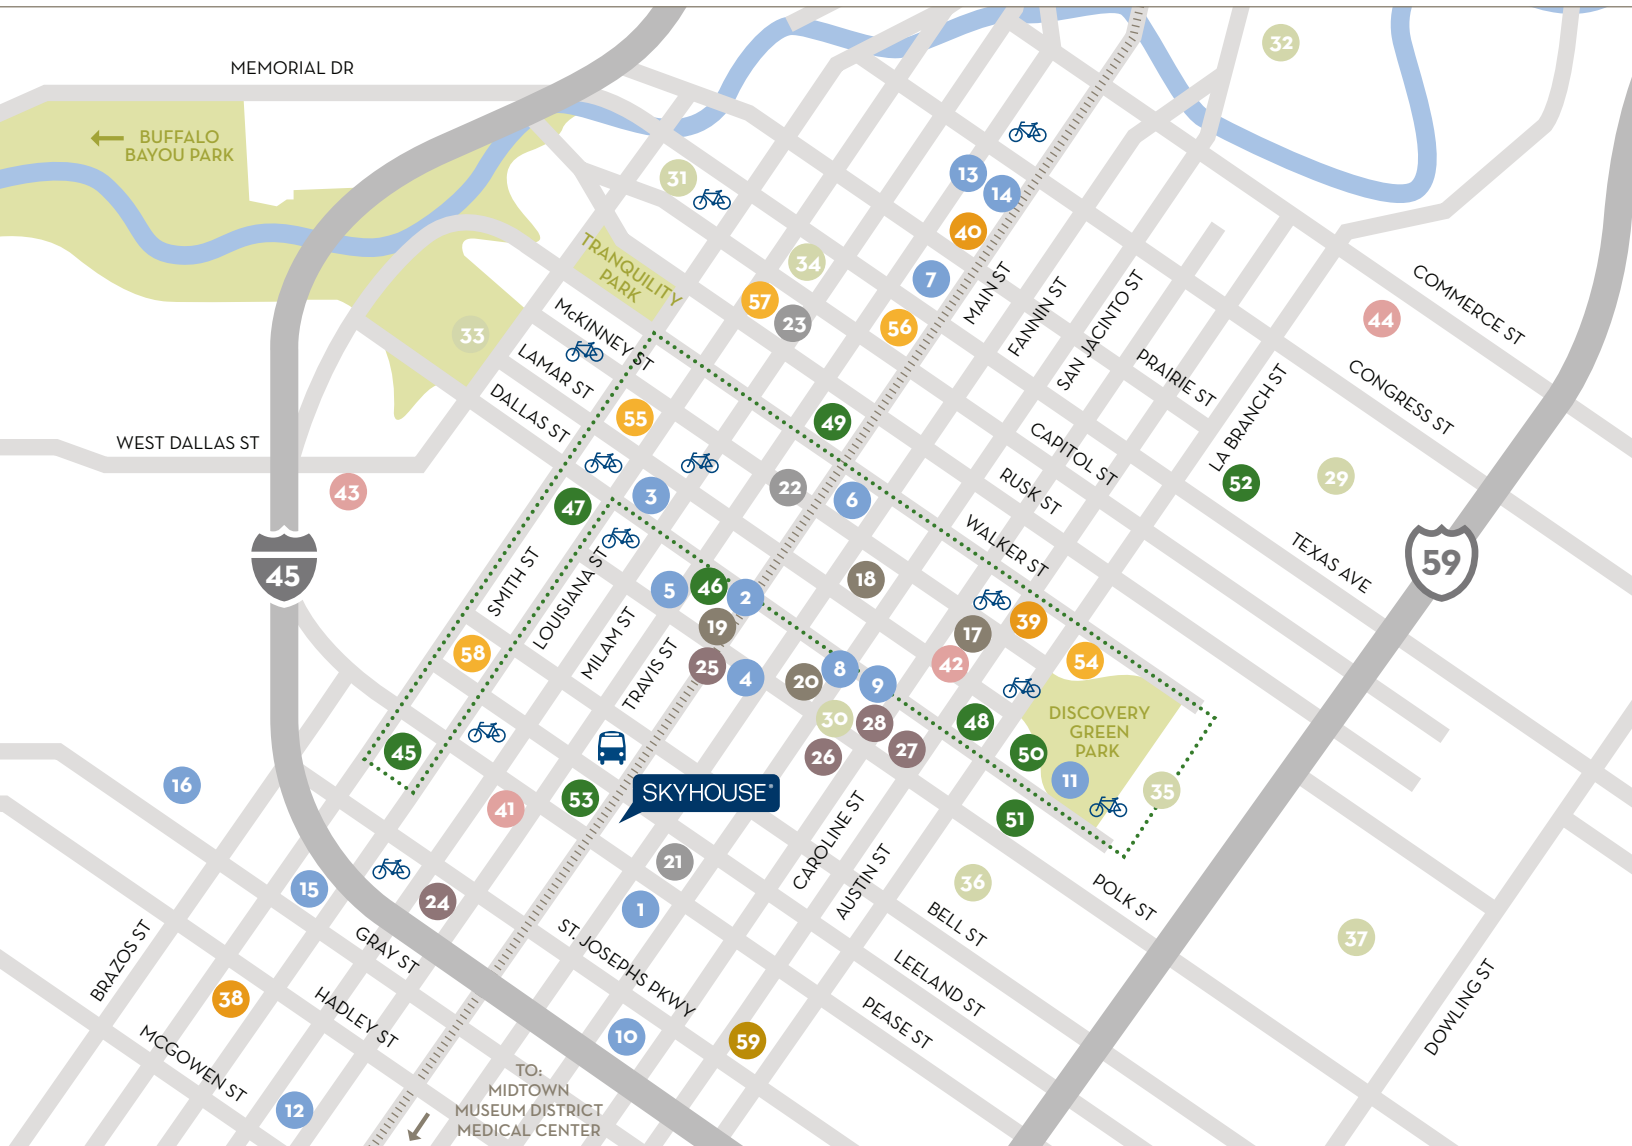 MEMORIAL DR
32
BUFFALO
BAYOU PARK
13
14
31
40
TRANQUILITY
PARK
34
7
MAIN ST
FANNIN ST
SAN JACINTO ST
COMMERCE ST
57
23
56
44
33
McKINNEY ST
LAMAR ST
DALLAS ST
PRAIRIE ST
LA BRANCH ST
CONGRESS ST
55
49
WEST DALLAS ST
CAPITOL ST
RUSK ST
43
47
3
22
6
52
29
WALKER ST
TEXAS AVE
45
59
SMITH ST
LOUISIANA ST
MILAM ST
TRAVIS ST
5
46
2
18
19
17
39
58
25
4
20
8
9
42
54
30
28
48
DISCOVERY
GREEN
PARK
45
26
27
50
11
35
16
SKYHOUSE®
41
53
51
CAROLINE ST
AUSTIN ST
21
15
24
1
36
POLK ST
BELL ST
BRAZOS ST
GRAY ST
ST. JOSEPHS PKWY
37
LEELAND ST
38
HADLEY ST
PEASE ST
DOWLING ST
MCGOWEN ST
10
59
12
TO:
MIDTOWN
MUSEUM DISTRICT
MEDICAL CENTER